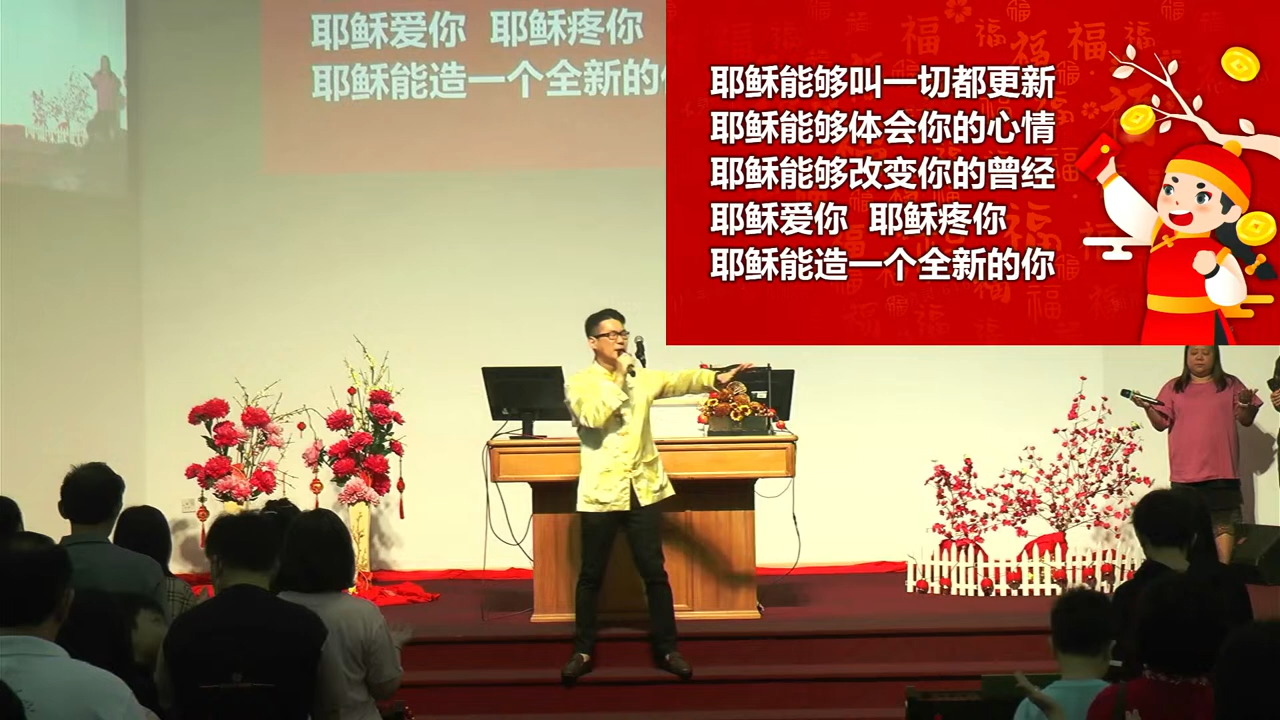 耶稣爱你 耶稣疼你
耶稣能造一个全新的
耶稣能够叫一切都更新
耶稣能够体会你的心情
耶稣能够改变你的曾经
耶稣爱你 耶稣疼你
耶稣能造一个全新的你